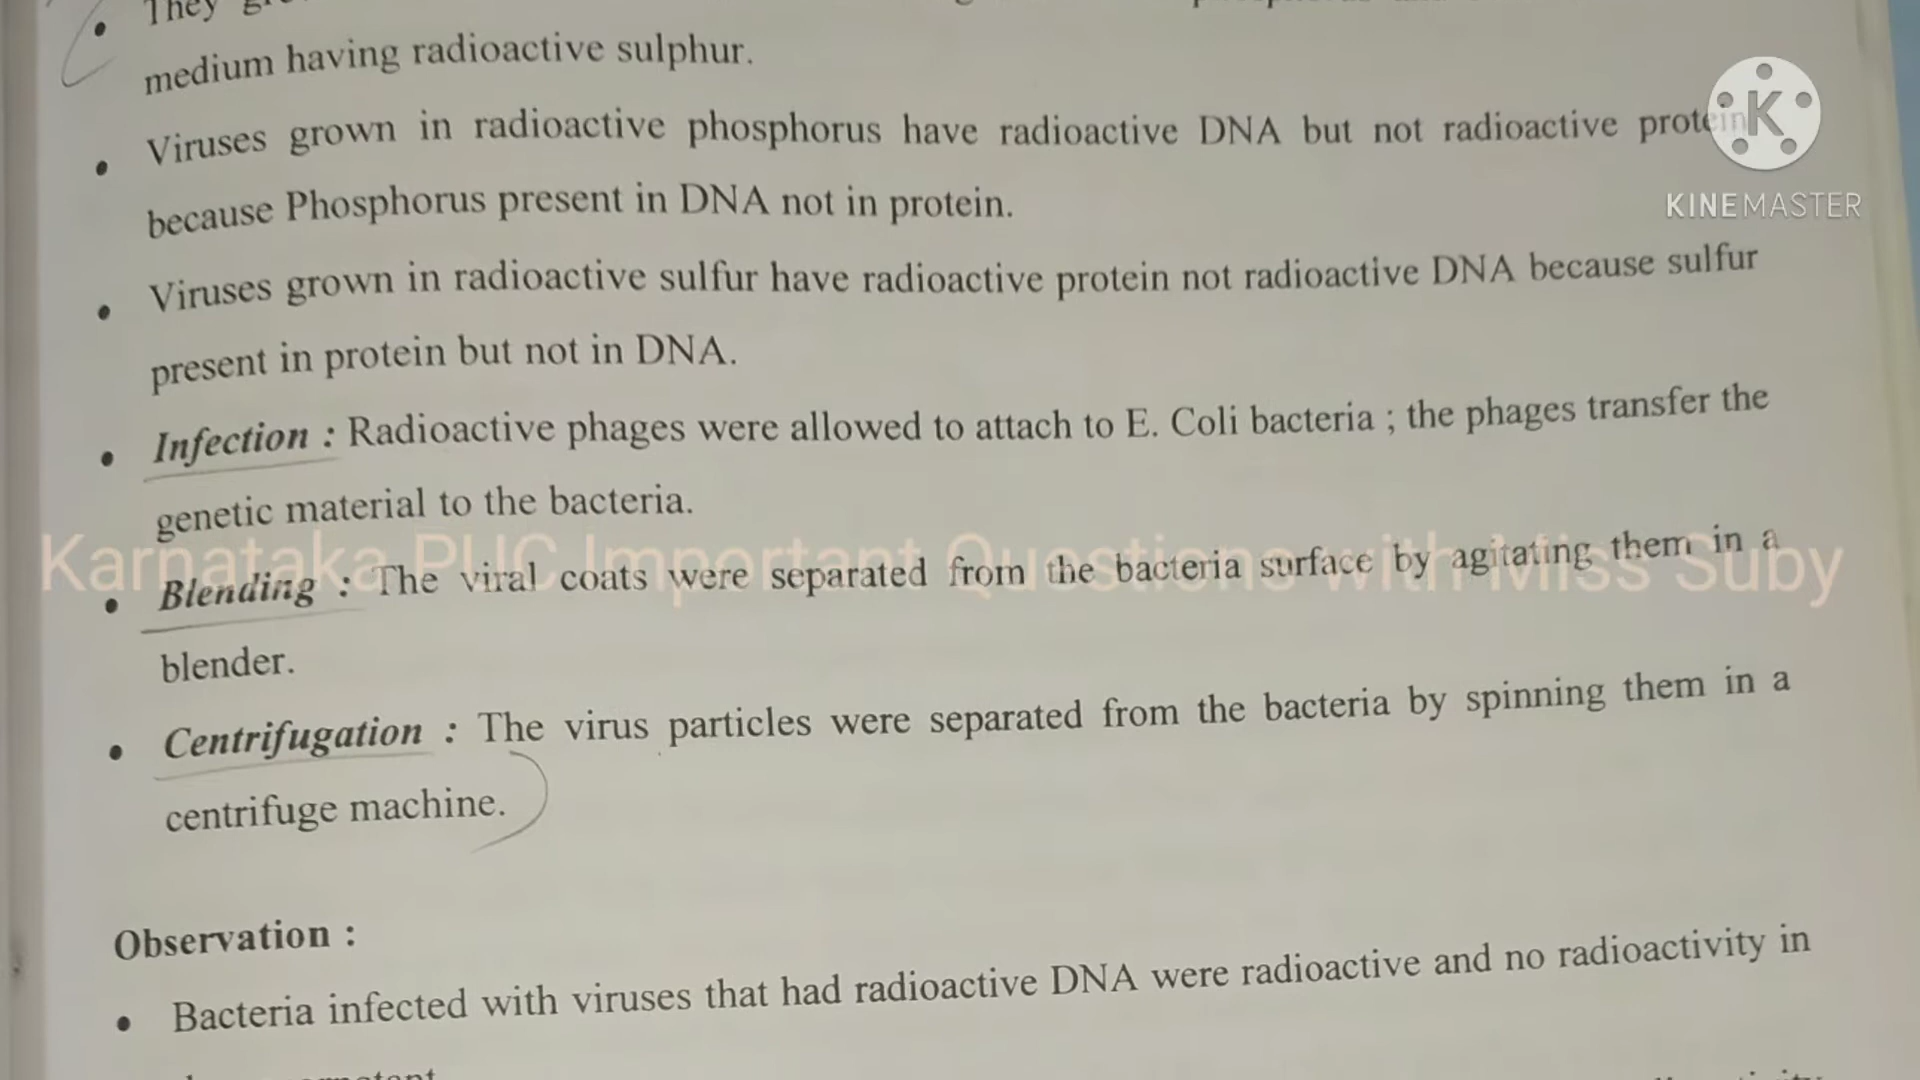 They
medium having radioactive sulphur.
Viruses grown in radioactive phosphorus have radioactive DNA but not radioactive protein
because Phosphorus present in DNA not in protein.
Viruses grown in radioactive sulfur have radioactive protein not radioactive DNA because sulfur
present in protein but not in DNA.
Infection : Radioactive phages were allowed to attach to E. Coli bacteria ; the phages transfer the
genetic material to the bacteria.
Blending : The viral coats were separated from the bacteria surface by agitating them in a
blender.
Centrifugation : The virus particles were separated from the bacteria by spinning them in a
centrifuge machine.
Observation :
Bacteria infected with viruses that had radioactive DNA were radioactive and no radioactivity in
K
KINEMASTER
Karnataka PUC Important Questions with Miss Suby